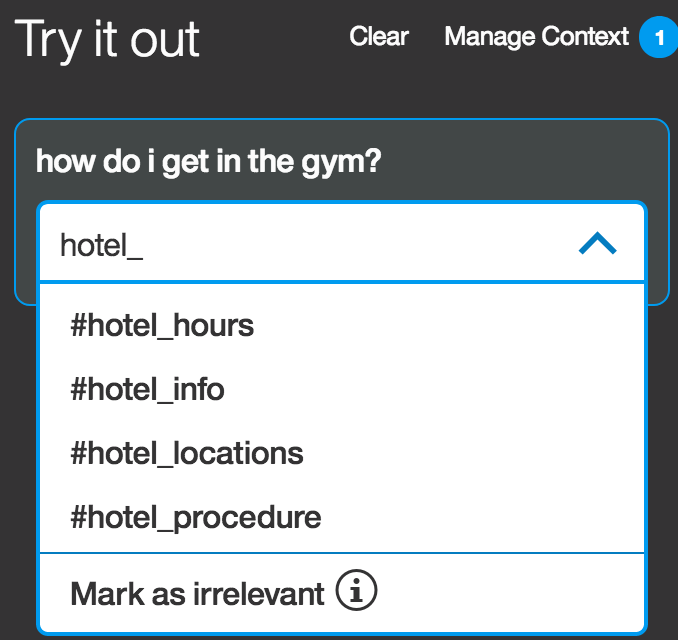 Try it out
Clear
Manage Context
1
how do i get in the gym?
hotel_
#hotel_hours
#hotel_info
#hotel_locations
#hotel_procedure
Mark as irrelevant